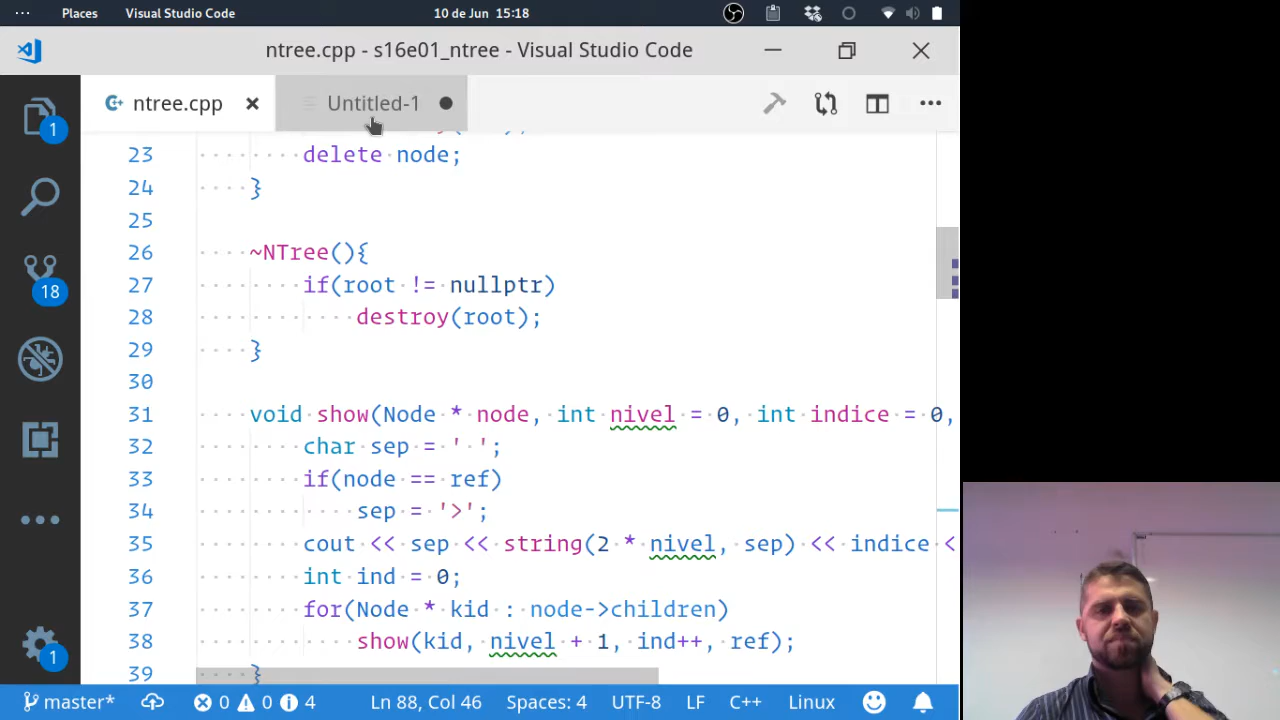 Places Visual Studio Code 10 de Jun 15:18
ntree.cpp - s16e01_ntree - Visual Studio Code
ntree.cpp Untitled-1
1
18
1
23 delete node;
24 }
25
26 ~NTree(){
27 if(root != nullptr)
28 destroy(root);
29 }
30
31 void show(Node * node, int nivel = 0, int indice = 0,
32 char sep = ' ';
33 if(node == ref)
34 sep = '>';
35 cout << sep << string(2 * nivel, sep) << indice <
36 int ind = 0;
37 for(Node * kid : node->children)
38 show(kid, nivel + 1, ind++, ref);
39 }
master* 0 0 4 Ln 88, Col 46 Spaces: 4 UTF-8 LF C++ Linux